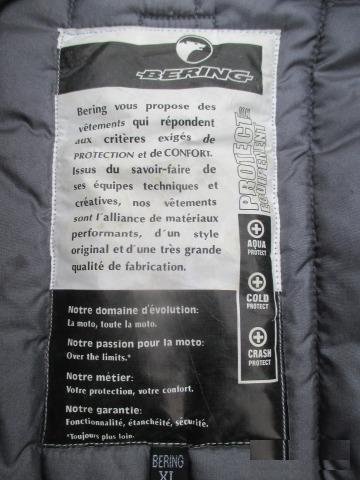 BERING
Bering vous propose des
vêtements qui répondent
aux critères exigés de
PROTECTION et de CONFORT.
Issus du savoir-faire de
ses équipes techniques et
créatives, nos vêtements
sont l'alliance de matériaux
performants, d'un style
original et d'une très grande
qualité de fabrication.
PROTECT
EQUIPEMENT
AQUA
PROTECT
COLD
PROTECT
CRASH
PROTECT
Notre domaine d'évolution:
La moto, toute la moto.
Notre passion pour la moto:
Over the limits.*
Notre métier:
Votre protection, votre confort.
Notre garantie:
Fonctionnalité, étanchéité, sécurité.
*Toujours plus loin.
BERING
XL